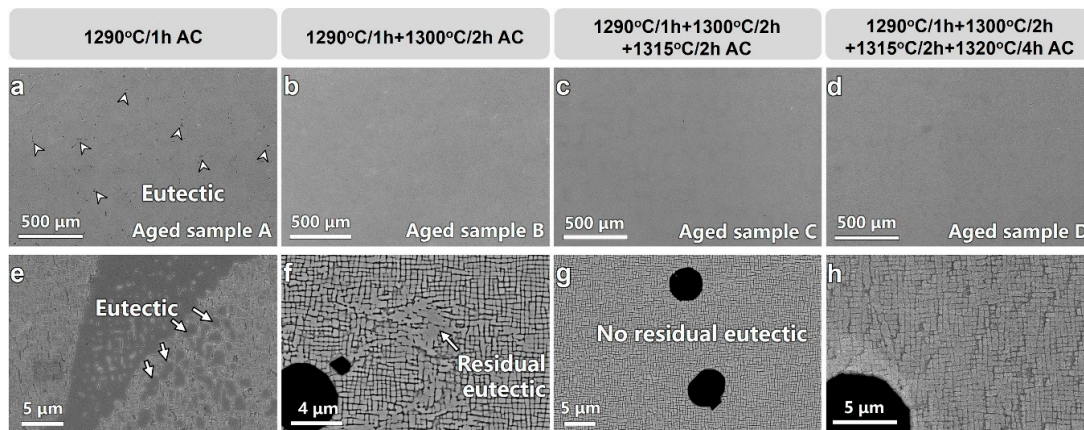 1290°C/1h AC
1290°C/1h+1300°C/2h AC
1290°C/1h+1300°C/2h
+1315°C/2h AC
1290°C/1h+1300°C/2h
+1315°C/2h+1320°C/4h AC
a
Eutectic
500 µm
Aged sample A
b
500 µm
Aged sample B
c
500 µm
Aged sample C
d
500 µm
Aged sample D
e
Eutectic
5 µm
f
Residual
eutectic
4 µm
g
No residual eutectic
5 µm
h
5 µm